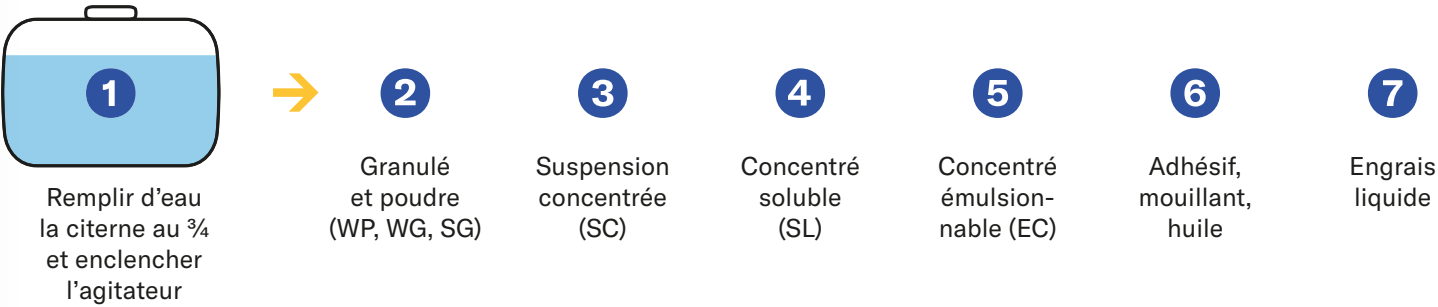 1
Remplir d’eau
la citerne au ¾
et enclencher
l’agitateur
2
Granulé
et poudre
(WP, WG, SG)
3
Suspension
concentrée
(SC)
4
Concentré
soluble
(SL)
5
Concentré
émulsion-
nable (EC)
6
Adhésif,
mouillant,
huile
7
Engrais
liquide